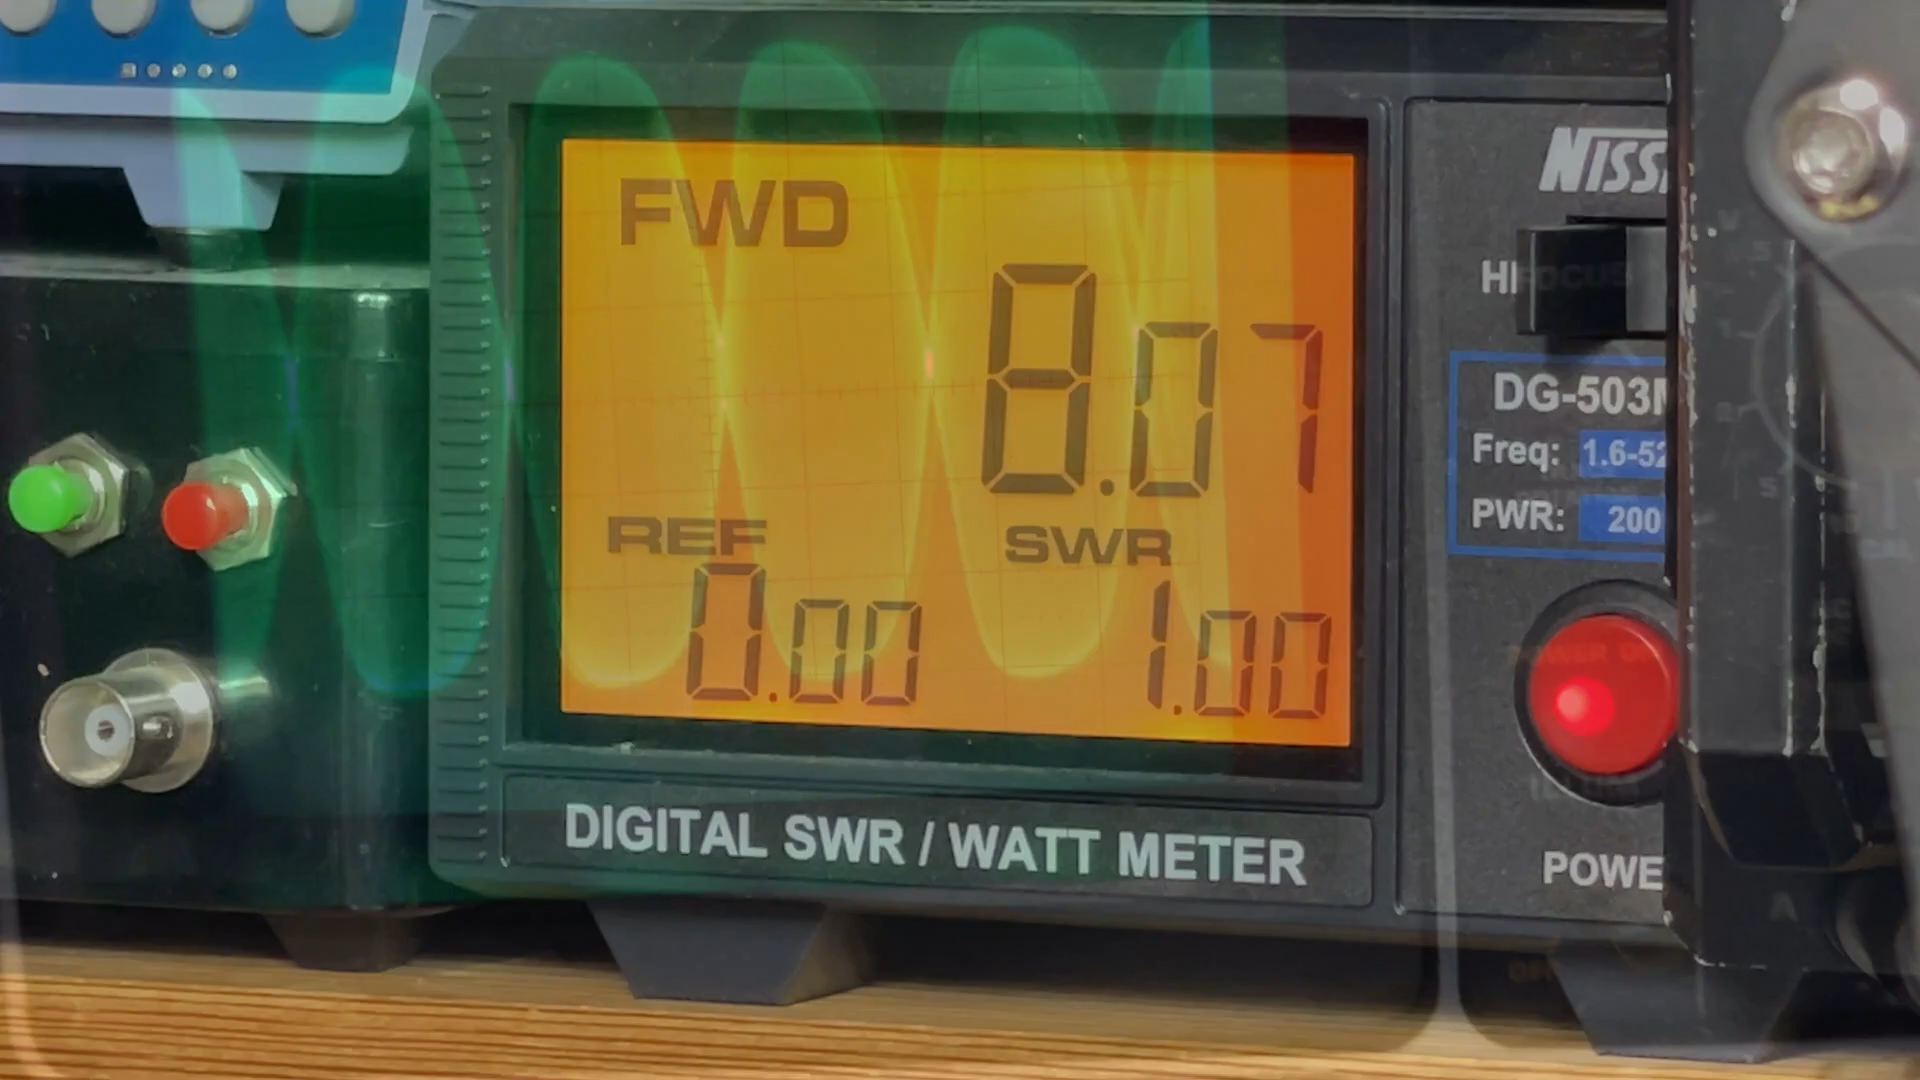 FWD
8.07
REF
SWR
0.00
1.00
DIGITAL SWR / WATT METER
NISS
HI
FOCUS
DG-503M
Freq: 1.6-52
PWR: 200
POWE